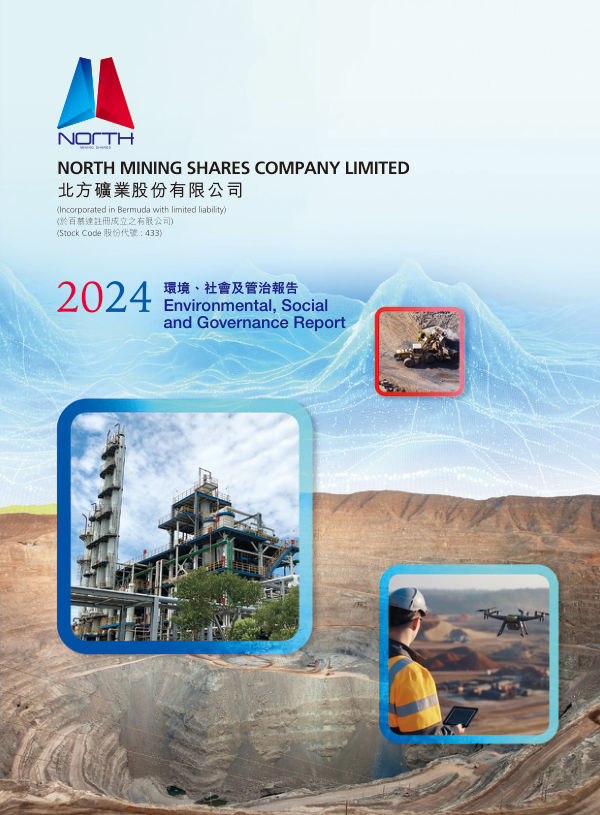 NORTH
MINING SHARES
NORTH MINING SHARES COMPANY LIMITED
北方礦業股份有限公司
(Incorporated in Bermuda with limited liability)
(於百慕達註冊成立之有限公司)
(Stock Code 股份代號 : 433)
2024
環境、社會及管治報告
Environmental, Social
and Governance Report